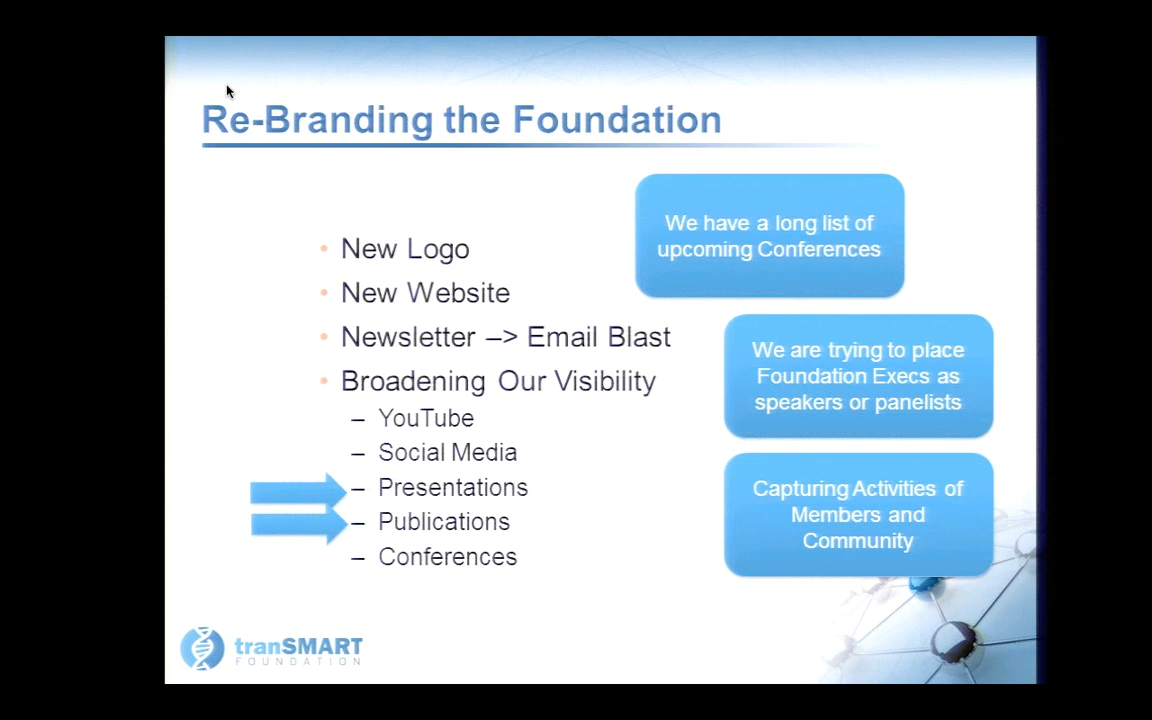 Re-Branding the Foundation
We have a long list of
upcoming Conferences
• New Logo
• New Website
• Newsletter –> Email Blast
• Broadening Our Visibility
– YouTube
– Social Media
– Presentations
– Publications
– Conferences
We are trying to place
Foundation Execs as
speakers or panelists
Capturing Activities of
Members and
Community
tranSMART
FOUNDATION